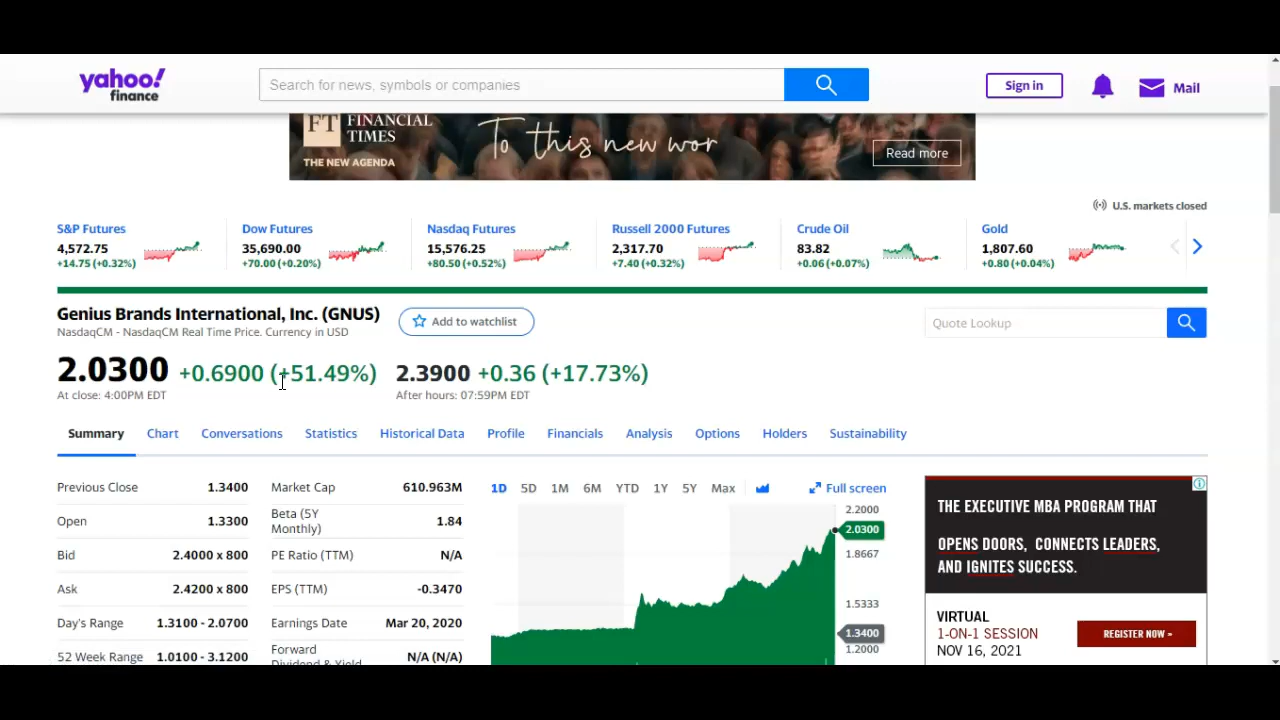 yahoo!
finance
Search for news, symbols or companies
Sign in
Mail
FT FINANCIAL
TIMES
THE NEW AGENDA
To this new wor
Read more
U.S. markets closed
S&P Futures
4,572.75
+14.75 (+0.32%)
Dow Futures
35,690.00
+70.00 (+0.20%)
Nasdaq Futures
15,576.25
+80.50 (+0.52%)
Russell 2000 Futures
2,317.70
+7.40 (+0.32%)
Crude Oil
83.82
+0.06 (+0.07%)
Gold
1,807.60
+0.80 (+0.04%)
Genius Brands International, Inc. (GNUS)
NasdaqCM - NasdaqCM Real Time Price. Currency in USD
Add to watchlist
Quote Lookup
2.0300 +0.6900 (+51.49%)
At close: 4:00PM EDT
2.3900 +0.36 (+17.73%)
After hours: 07:59PM EDT
Summary Chart Conversations Statistics Historical Data Profile Financials Analysis Options Holders Sustainability
Previous Close 1.3400
Open 1.3300
Bid 2.4000 x 800
Ask 2.4200 x 800
Day's Range 1.3100 - 2.0700
52 Week Range 1.0100 - 3.1200
Market Cap 610.963M
Beta (5Y
Monthly) 1.84
PE Ratio (TTM) N/A
EPS (TTM) -0.3470
Earnings Date Mar 20, 2020
Forward
Dividend & Yield N/A (N/A)
1D 5D 1M 6M YTD 1Y 5Y Max Full screen
2.2000
2.0300
1.8667
1.5333
1.3400
1.2000
THE EXECUTIVE MBA PROGRAM THAT
OPENS DOORS, CONNECTS LEADERS,
AND IGNITES SUCCESS.
VIRTUAL
1-ON-1 SESSION
NOV 16, 2021
REGISTER NOW »